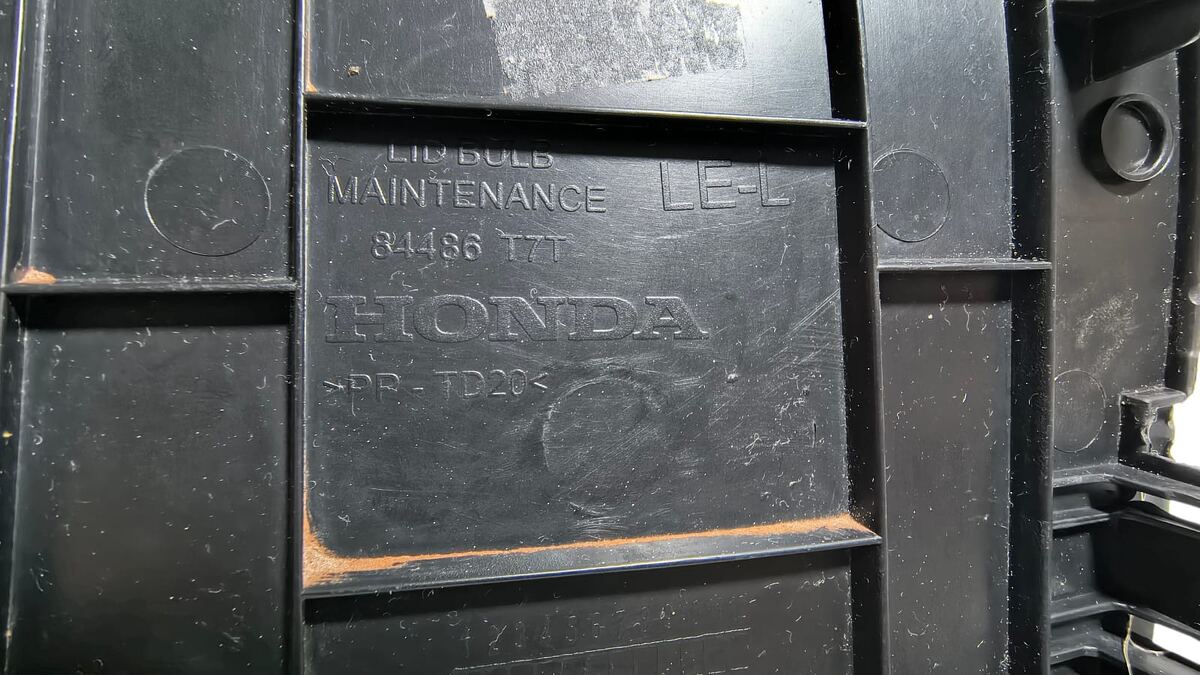 LID BULB
MAINTENANCE
LE-L
84486 T7T
HONDA
>PP-TD20<